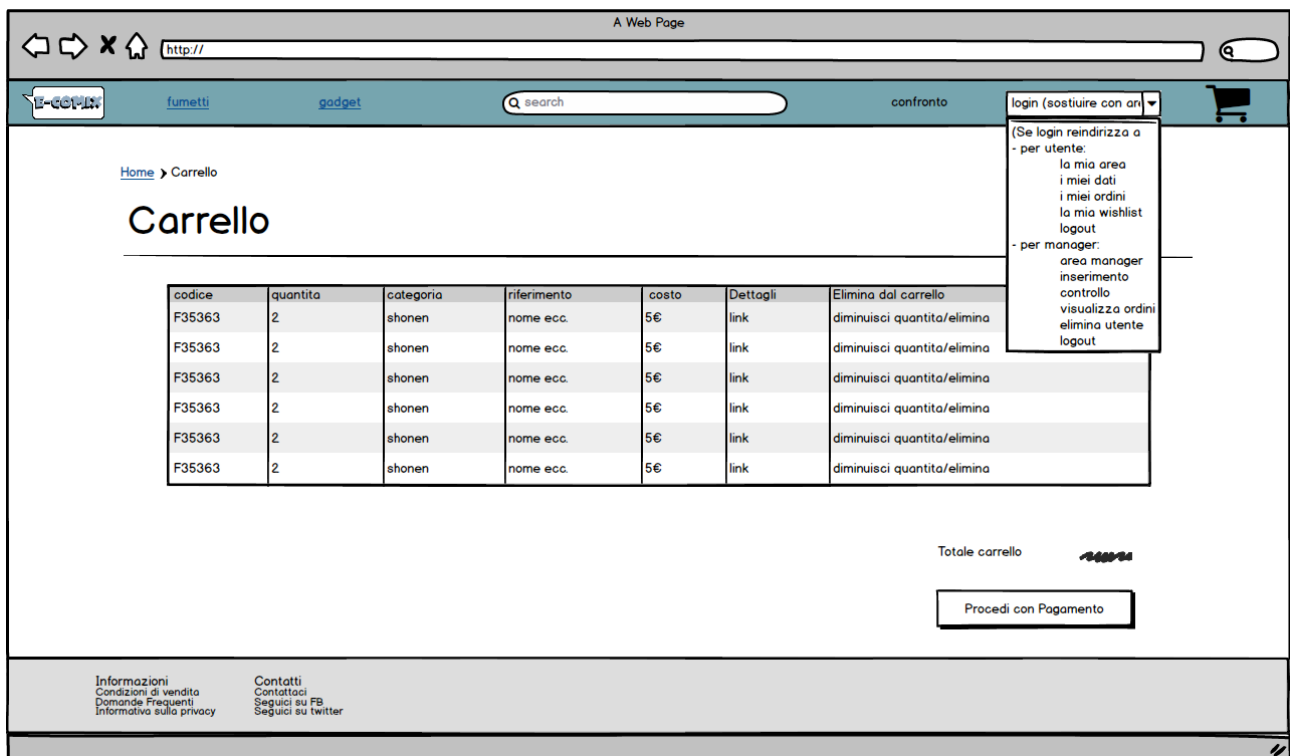 A Web Page
http://
E-COMIX fumetti gadget search confronto login (sostiuire con are
(Se login reindirizza a
- per utente:
la mia area
i miei dati
i miei ordini
la mia wishlist
logout
- per manager:
area manager
inserimento
controllo
visualizza ordini
elimina utente
logout
Home > Carrello
Carrello
codice quantita categoria riferimento costo Dettagli Elimina dal carrello
F35363 2 shonen nome ecc. 5€ link diminuisci quantita/elimina
F35363 2 shonen nome ecc. 5€ link diminuisci quantita/elimina
F35363 2 shonen nome ecc. 5€ link diminuisci quantita/elimina
F35363 2 shonen nome ecc. 5€ link diminuisci quantita/elimina
F35363 2 shonen nome ecc. 5€ link diminuisci quantita/elimina
F35363 2 shonen nome ecc. 5€ link diminuisci quantita/elimina
Totale carrello
Procedi con Pagamento
Informazioni
Condizioni di vendita
Domande Frequenti
Informativa sulla privacy
Contatti
Contattaci
Seguici su FB
Seguici su twitter